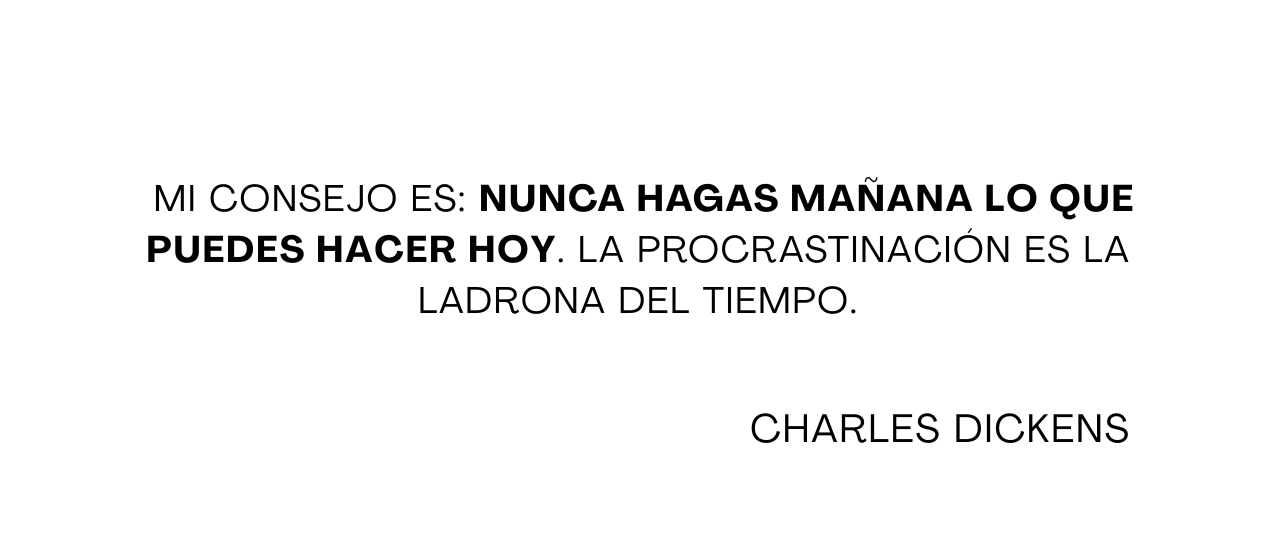 MI CONSEJO ES: NUNCA HAGAS MAÑANA LO QUE
PUEDES HACER HOY. LA PROCRASTINACIÓN ES LA
LADRONA DEL TIEMPO.
CHARLES DICKENS